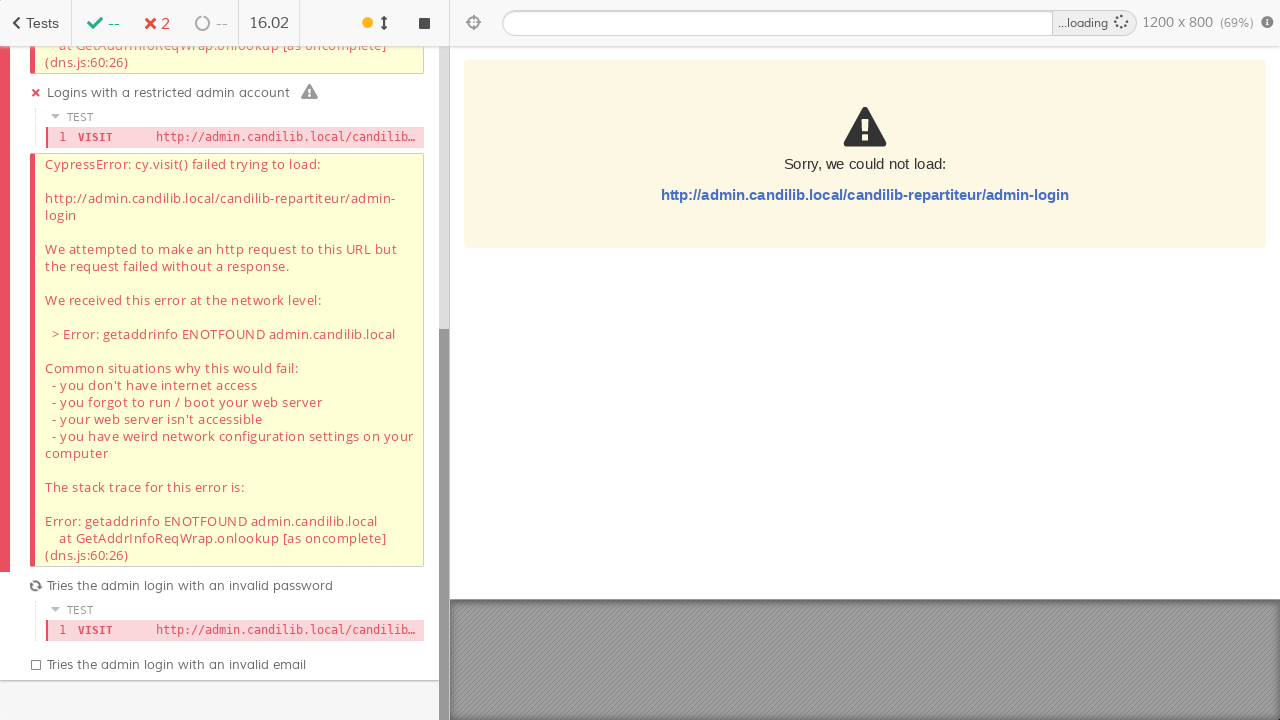 Tests
--
2
--
16.02
...loading
1200 x 800 (69%)
at GetAddrInfoReqWrap.onlookup [as oncomplete]
(dns.js:60:26)
Logins with a restricted admin account
TEST
1 VISIT http://admin.candilib.local/candilib…
CypressError: cy.visit() failed trying to load:
http://admin.candilib.local/candilib-repartiteur/admin-
login
We attempted to make an http request to this URL but
the request failed without a response.
We received this error at the network level:
> Error: getaddrinfo ENOTFOUND admin.candilib.local
Common situations why this would fail:
- you don't have internet access
- you forgot to run / boot your web server
- your web server isn't accessible
- you have weird network configuration settings on your
computer
The stack trace for this error is:
Error: getaddrinfo ENOTFOUND admin.candilib.local
at GetAddrInfoReqWrap.onlookup [as oncomplete]
(dns.js:60:26)
Tries the admin login with an invalid password
TEST
1 VISIT http://admin.candilib.local/candilib…
Tries the admin login with an invalid email
Sorry, we could not load:
http://admin.candilib.local/candilib-repartiteur/admin-login